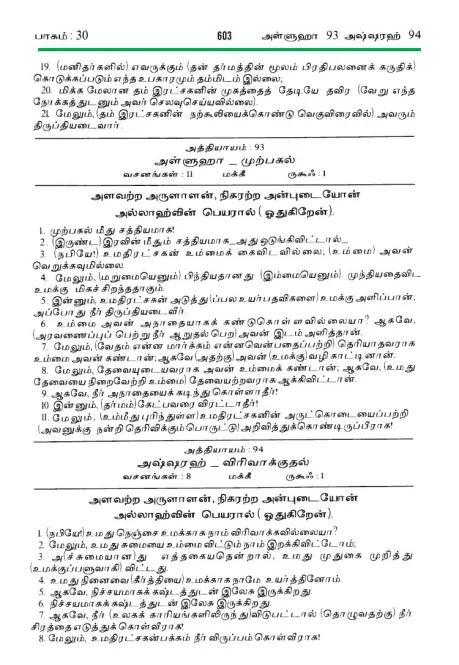 பாகம் : 30 603 அள்ளுஹா 93 அஷ்ஷரஹ் 94
19. (மனிதர்களில்) எவருக்கும் (தன் தர்மத்தின் மூலம் பிரதிபலனைக் கருதிக்)
கொடுக்கப்படும் எந்த உபகாரமும் தம்மிடம் இல்லை;
20. மிக்க மேலான தம் இரட்சகனின் முகத்தைத் தேடியே தவிர (வேறு எந்த
நோக்கத்துடனும் அவர் செலவுசெய்யவில்லை).
21. மேலும்,(தம் இரட்சகனின் நற்கூலியைக்கொண்டு வெகுவிரைவில்) அவரும்
திருப்தியடைவார்.
அத்தியாயம் : 93
அள்ளுஹா _ முற்பகல்
வசனங்கள் : 11 மக்கீ ருகூஃ : 1
அளவற்ற அருளாளன், நிகரற்ற அன்புடையோன்
அல்லாஹ்வின் பெயரால் ( ஓதுகிறேன்).
1. முற்பகல் மீது சத்தியமாக!
2. (இருண்ட) இரவின் மீதும் சத்தியமாக_அது ஒடுங்கிவிட்டால்_
3. (நபியே!) உமதிரட்சகன் உம்மைக் கைவிடவில்லை; (உம்மை) அவன்
வெறுக்கவுமில்லை.
4. மேலும், (மறுமையெனும்) பிந்தியதானது (இம்மையெனும்) முந்தியதைவிட
உமக்கு மிகச் சிறந்ததாகும்.
5. இன்னும், உமதிரட்சகன் அடுத்து (ப்பல உயர்பதவிகளை) உமக்கு அளிப்பான்;
அப்போது நீர் திருப்தியடைவீர்.
6. உம்மை அவன் அநாதையாகக் கண்டுகொள்ளவில்லையா? ஆகவே,
(அரவணைப்புப் பெற்று நீர் ஆறுதல் பெற) அவன் இடம் அளித்தான்.
7. மேலும், (வேதம் என்ன மார்க்கம் என்னவென்பதைப்பற்றி) தெரியாதவராக
உம்மை அவன் கண்டான்;ஆகவே (அதற்கு) அவன் (உமக்கு) வழி காட்டினான்.
8. மேலும், தேவையுடையவராக அவன் உம்மைக் கண்டான்; ஆகவே, (உமது
தேவையை நிறைவேற்றி உம்மை) தேவையற்றவராக ஆக்கிவிட்டான்.
9. ஆகவே, நீர் அநாதையைக் கடிந்து கொள்ளாதீர்!
10 இன்னும், (தர்மம்) கேட்பவரை விரட்டாதீர்!
11. மேலும், (உம்மீது புரிந்துள்ள) உமதிரட்சகனின் அருட்கொடையைப்பற்றி
(அவனுக்கு நன்றி தெரிவிக்கும் பொருட்டு) அறிவித்துக்கொண்டிருப்பீராக!
அத்தியாயம் : 94
அஷ்ஷரஹ் _ விரிவாக்குதல்
வசனங்கள் : 8 மக்கீ ருகூஃ : 1
அளவற்ற அருளாளன், நிகரற்ற அன்புடையோன்
அல்லாஹ்வின் பெயரால் ( ஓதுகிறேன்).
1. (நபியே!) உமது நெஞ்சை உமக்காக நாம் விரிவாக்கவில்லையா?
2. மேலும், உமது சுமையை உம்மை விட்டும் நாம் இறக்கிவிட்டோம்;
3. அ(ச்சுமையான)து எத்தகையதென்றால், உமது முதுகை முறித்து
(உமக்குப்பளுவாகி) விட்டது.
4. உமது நினைவை (கீர்த்தியை) உமக்காக நாமே உயர்த்தினோம்.
5. ஆகவே, நிச்சயமாகக் கஷ்டத்துடன் இலேசு இருக்கிறது.
6. நிச்சயமாகக் கஷ்டத்துடன் இலேசு இருக்கிறது.
7. ஆகவே, நீர் (உலகக் காரியங்களிலிருந்து) விடுபட்டால் (தொழுவதற்கு) நீர்
சிரத்தை எடுத்துக் கொள்வீராக!
8. மேலும், உமதிரட்சகன்பக்கம் நீர் விருப்பம் கொள்வீராக!